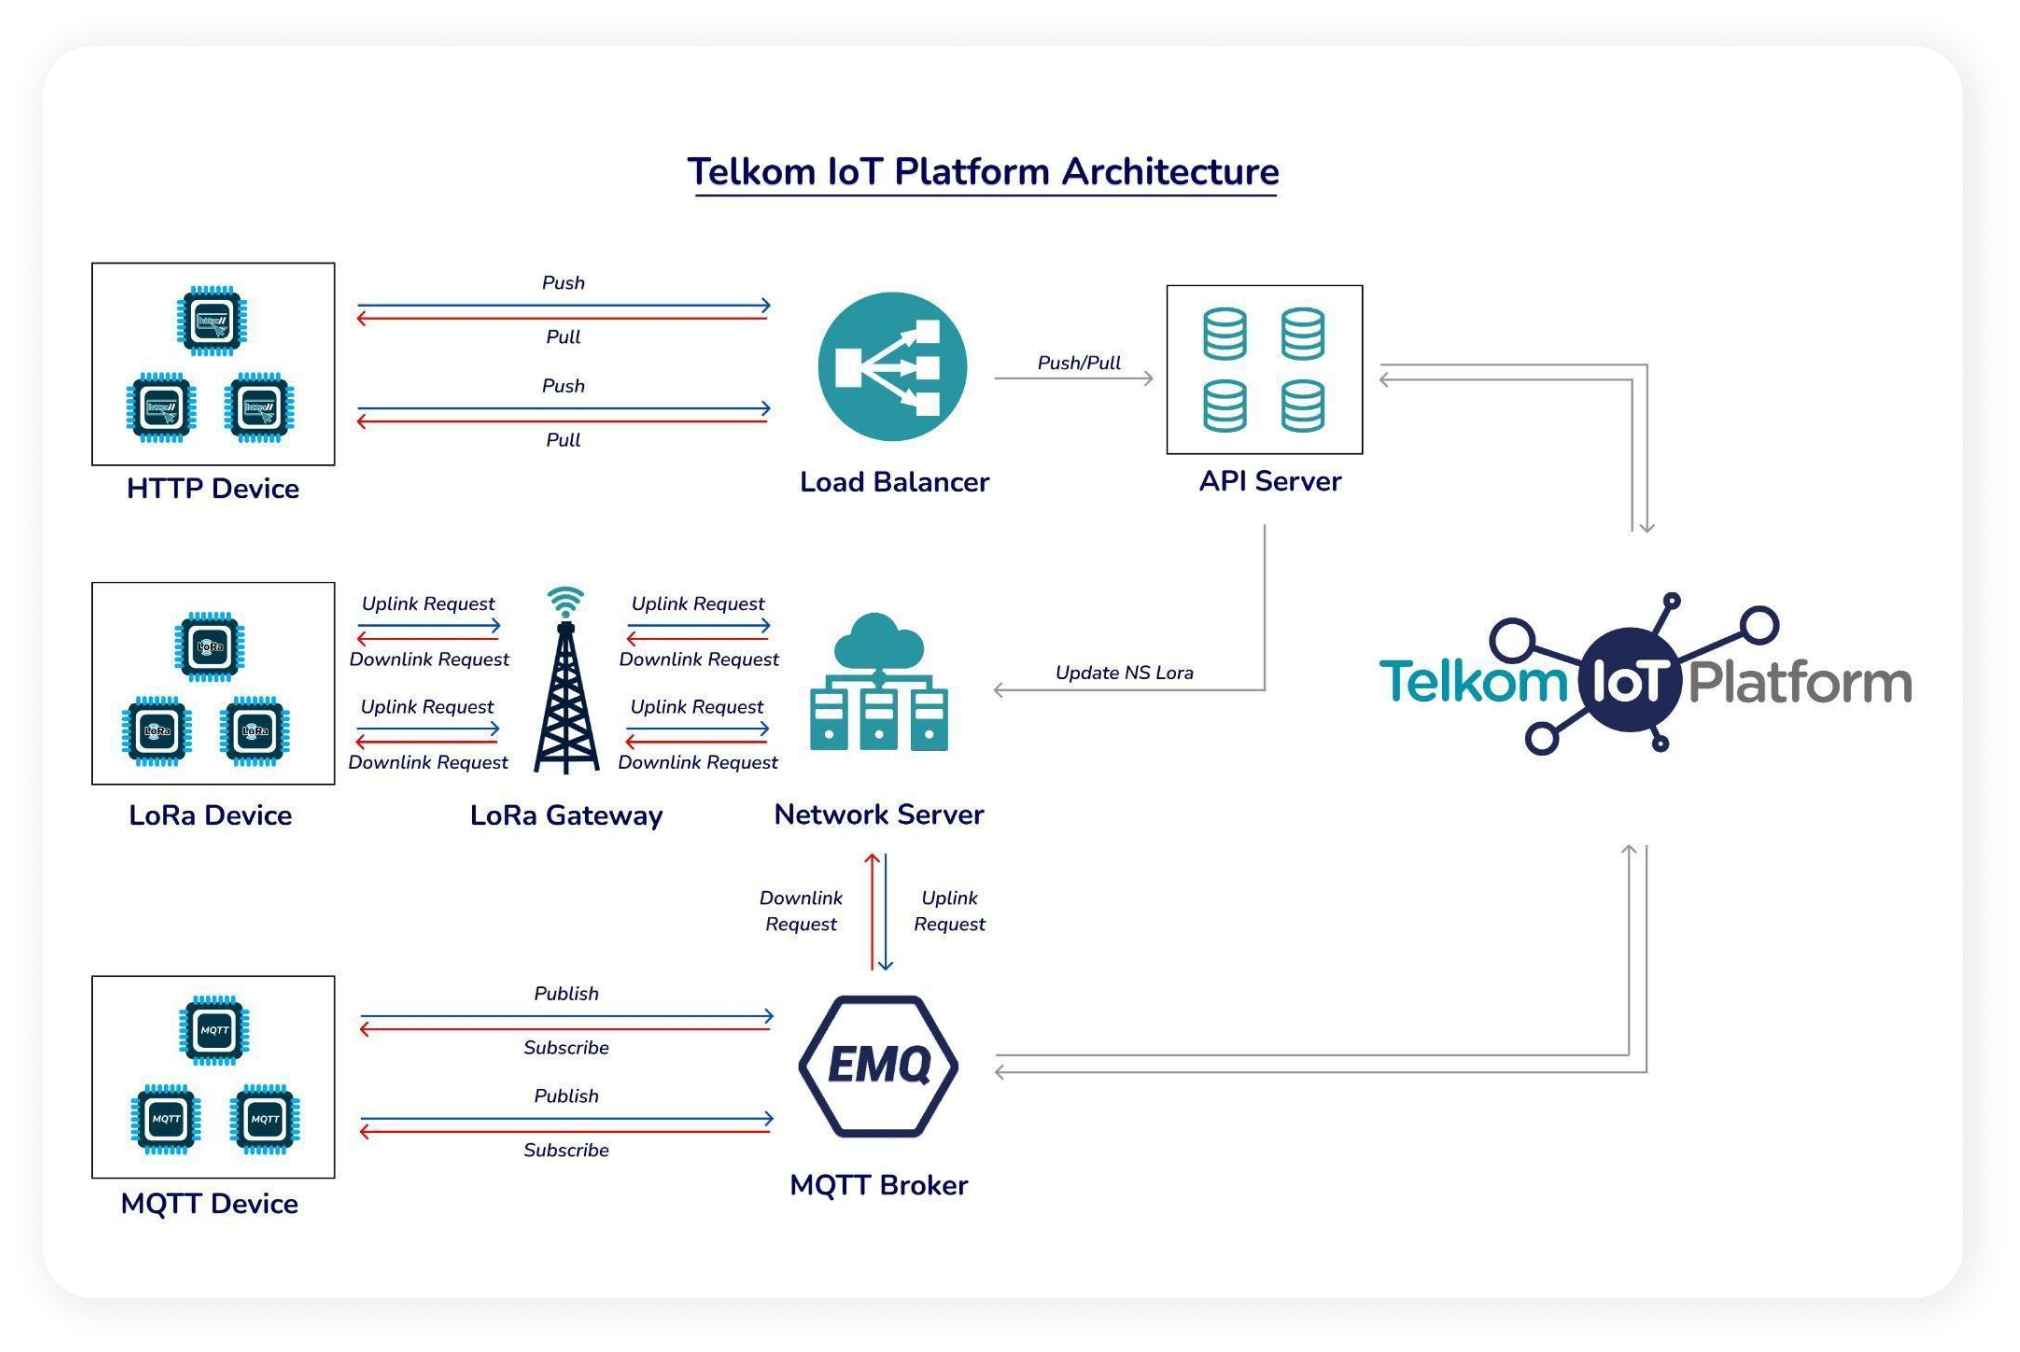 Telkom IoT Platform Architecture
Push
Pull
Push
Pull
http://
http://
http://
HTTP Device
Load Balancer
Push/Pull
API Server
Uplink Request
Downlink Request
Uplink Request
Downlink Request
Uplink Request
Downlink Request
Uplink Request
Downlink Request
LoRa
LoRa
LoRa
LoRa Device
LoRa Gateway
Network Server
Update NS Lora
Telkom IoT Platform
Downlink
Request
Uplink
Request
Publish
Subscribe
Publish
Subscribe
MQTT
MQTT
MQTT
MQTT Device
EMQ
MQTT Broker